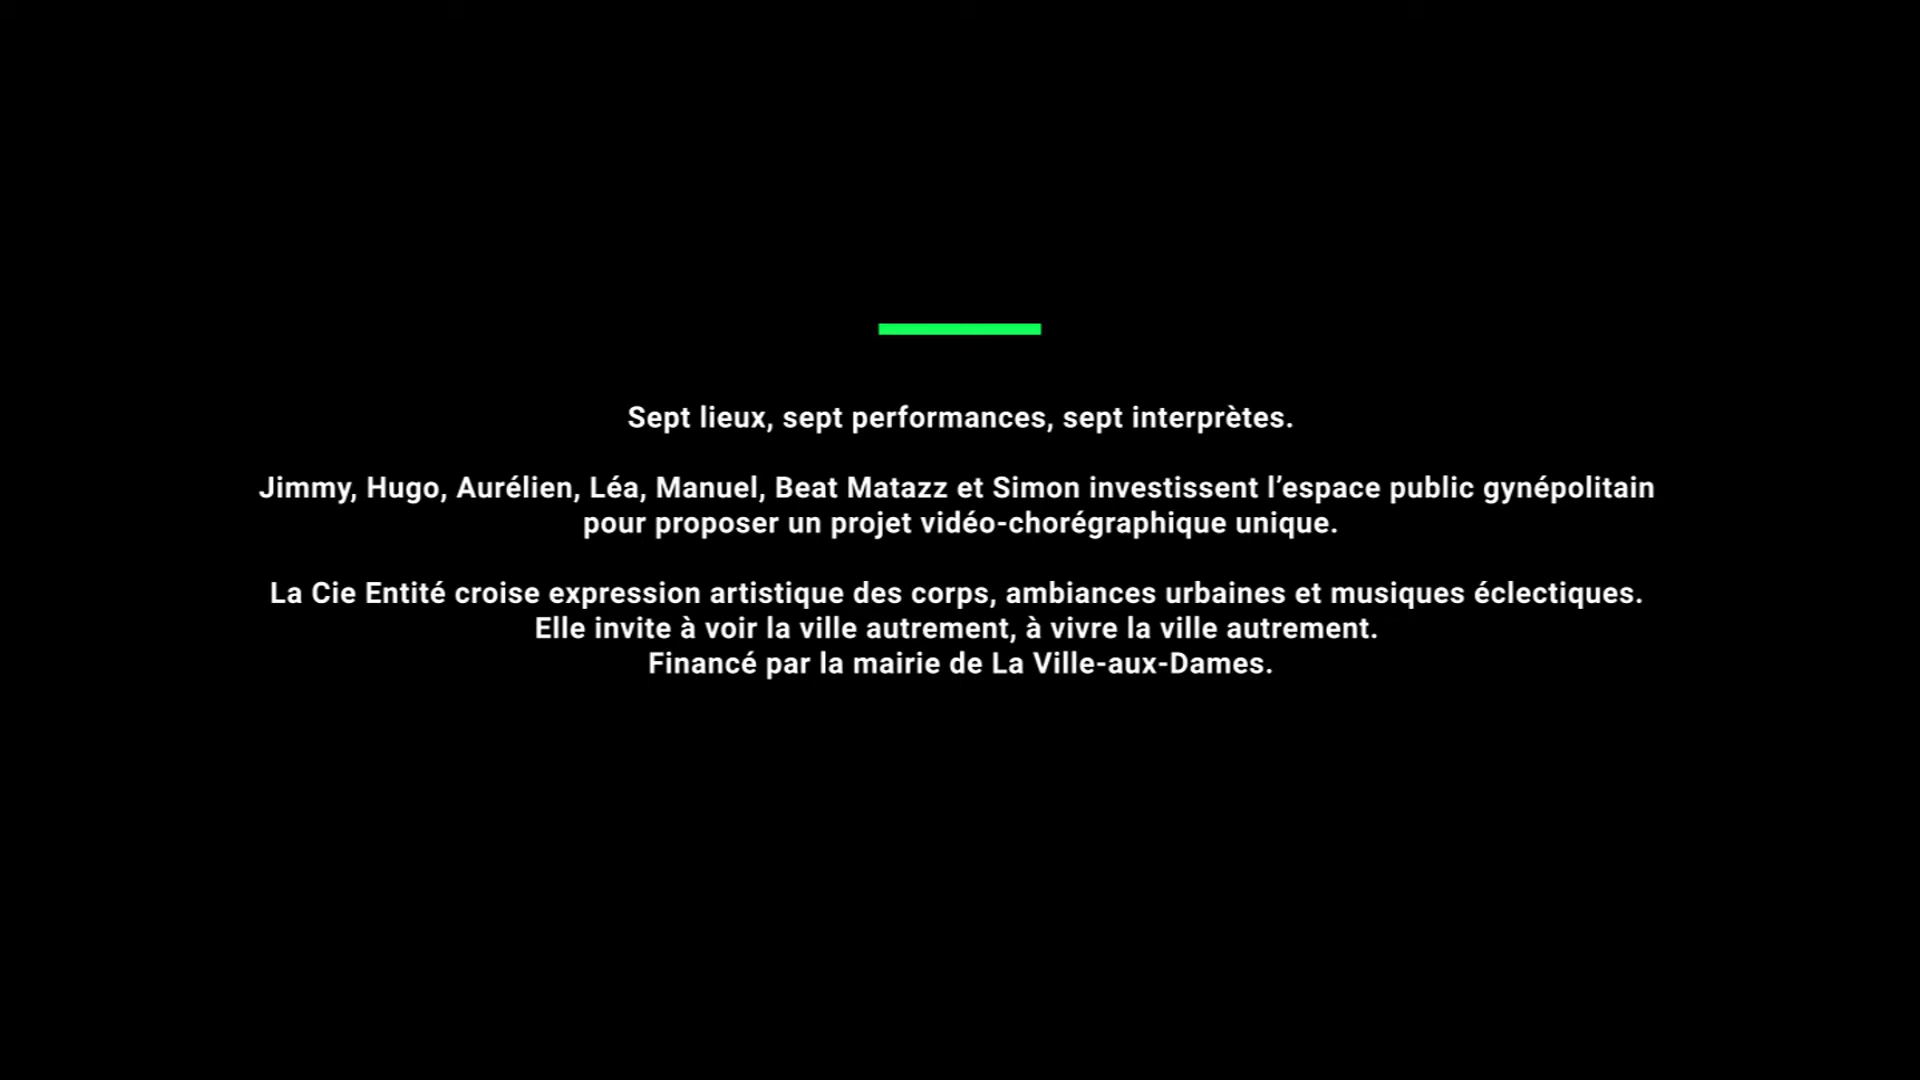 Sept lieux, sept performances, sept interprètes.
Jimmy, Hugo, Aurélien, Léa, Manuel, Beat Matazz et Simon investissent l’espace public gynépolitain
pour proposer un projet vidéo-chorégraphique unique.
La Cie Entité croise expression artistique des corps, ambiances urbaines et musiques éclectiques.
Elle invite à voir la ville autrement, à vivre la ville autrement.
Financé par la mairie de La Ville-aux-Dames.